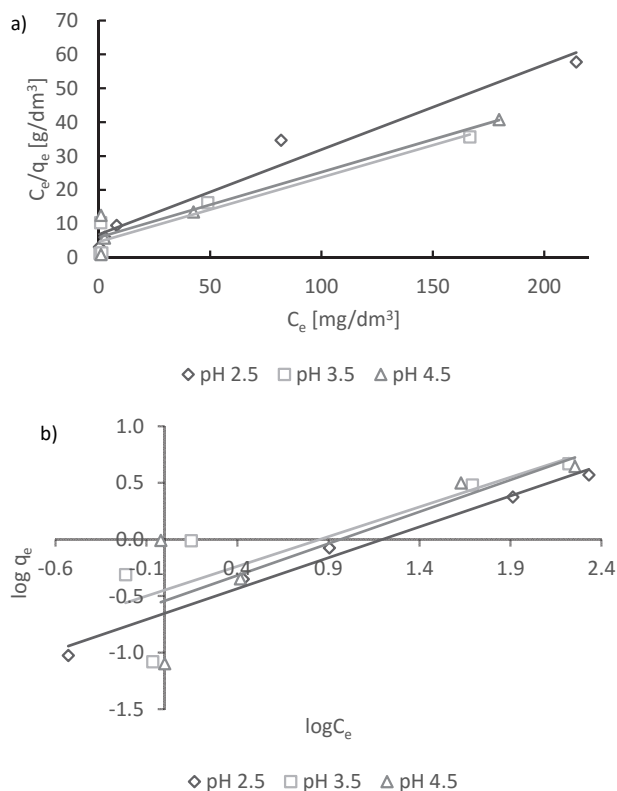 a)
70
60
50
40
30
20
10
0
Cₑ/qₑ [g/dm³]
0 50 100 150 200
Cₑ [mg/dm³]
pH 2.5 pH 3.5 pH 4.5
b)
1.0
0.5
0.0
-0.5
-1.0
-1.5
log qₑ
-0.6 -0.1 0.4 0.9 1.4 1.9 2.4
logCₑ
pH 2.5 pH 3.5 pH 4.5